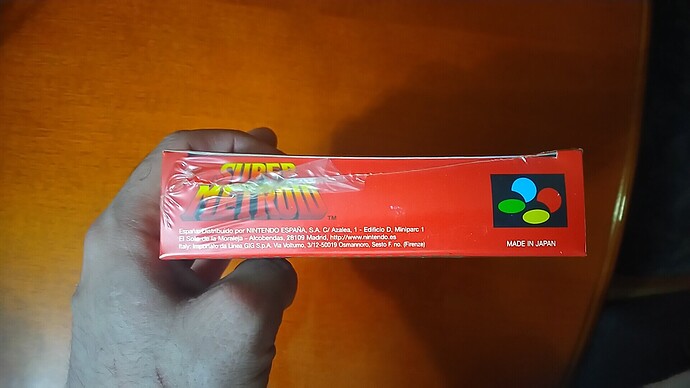 SUPER
METROID
TM
España: Distribuido por NINTENDO ESPAÑA, S.A. C/ Azalea, 1 - Edificio D, Miniparc 1
El Soto de la Moraleja - Alcobendas, 28109 Madrid, http://www.nintendo.es
Italy: Importato da Linea GIG S.p.A. Via Volturno, 3/12-50019 Osmannoro, Sesto F. no. (Firenze)
MADE IN JAPAN